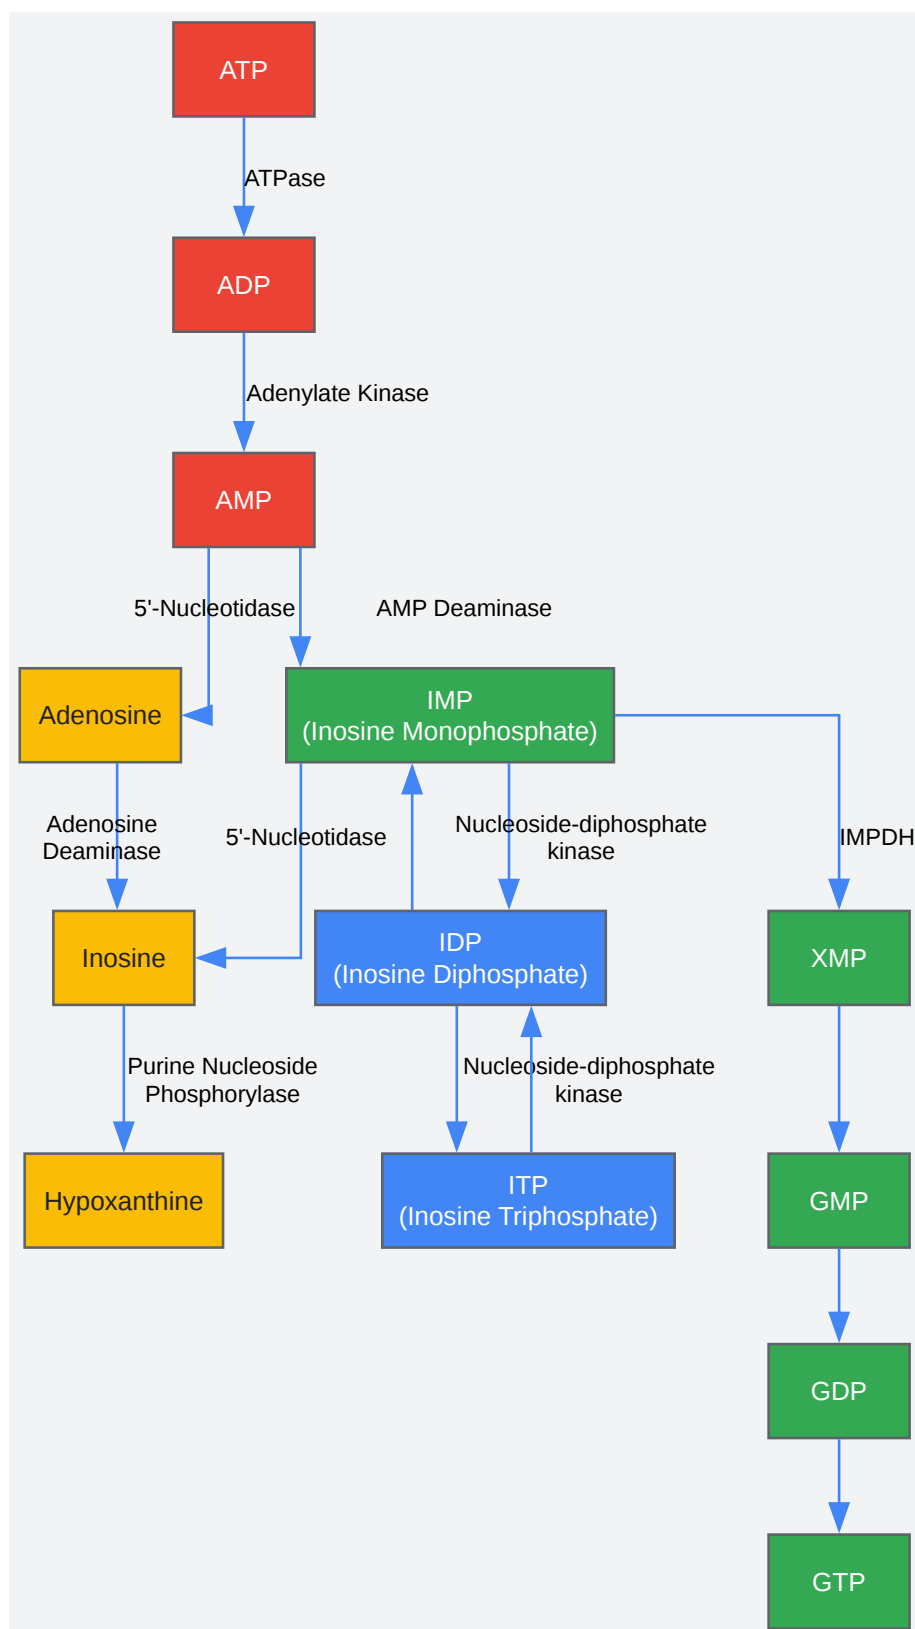 ATP
ATPase
ADP
Adenylate Kinase
AMP
5'-Nucleotidase
AMP Deaminase
Adenosine
IMP
(Inosine Monophosphate)
Adenosine
Deaminase
5'-Nucleotidase
Nucleoside-diphosphate
kinase
IMPDH
Inosine
IDP
(Inosine Diphosphate)
XMP
Purine Nucleoside
Phosphorylase
Nucleoside-diphosphate
kinase
Hypoxanthine
ITP
(Inosine Triphosphate)
GMP
GDP
GTP